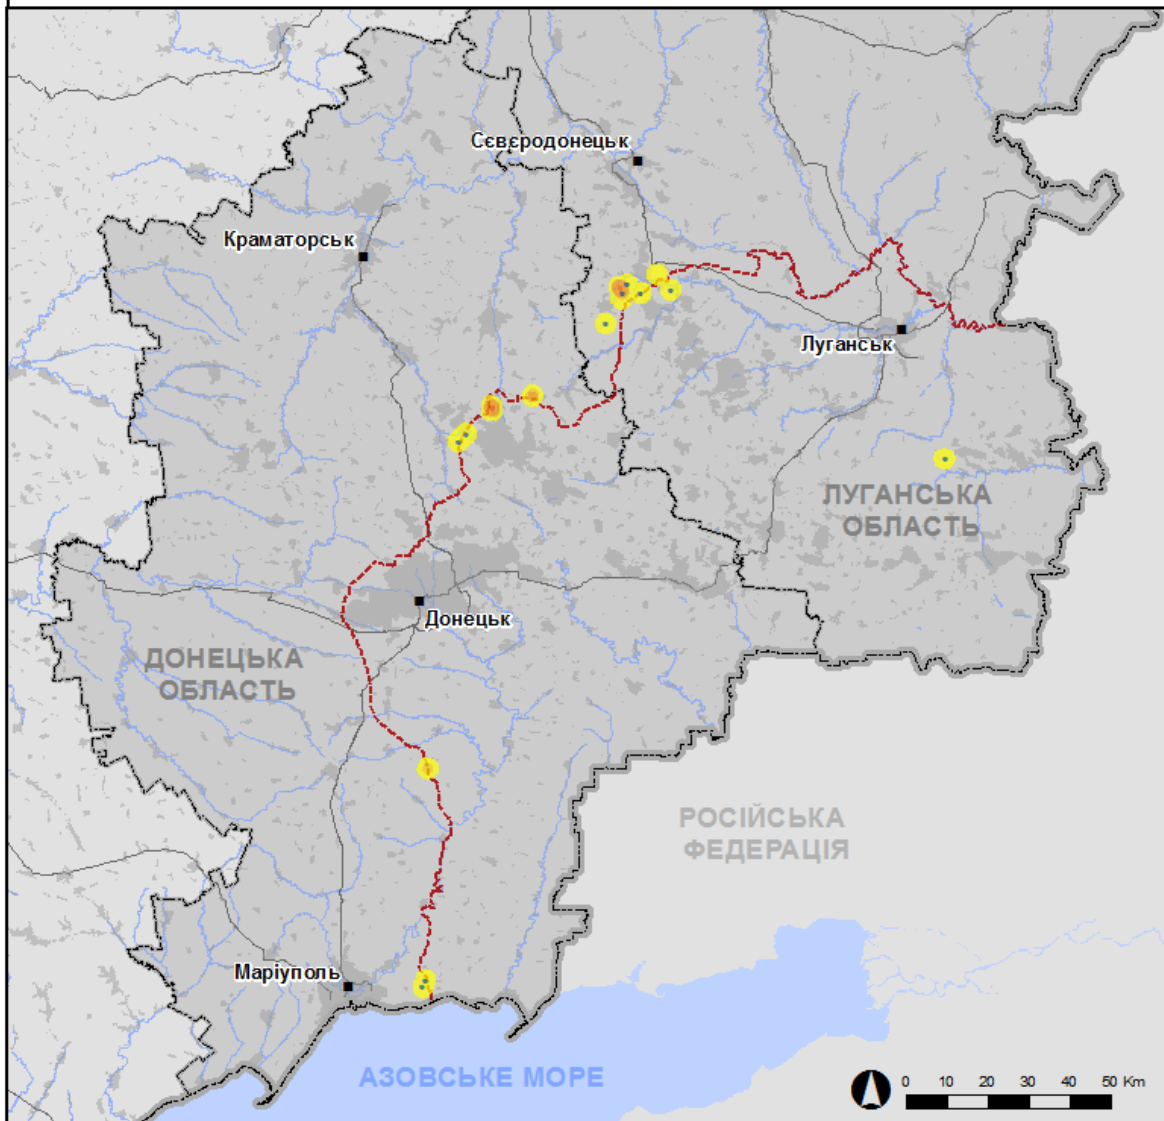 Сєвєродонецьк
Краматорськ
Луганськ
ЛУГАНСЬКА
ОБЛАСТЬ
Донецьк
ДОНЕЦЬКА
ОБЛАСТЬ
РОСІЙСЬКА
ФЕДЕРАЦІЯ
Маріуполь
АЗОВСЬКЕ МОРЕ
0 10 20 30 40 50 Км